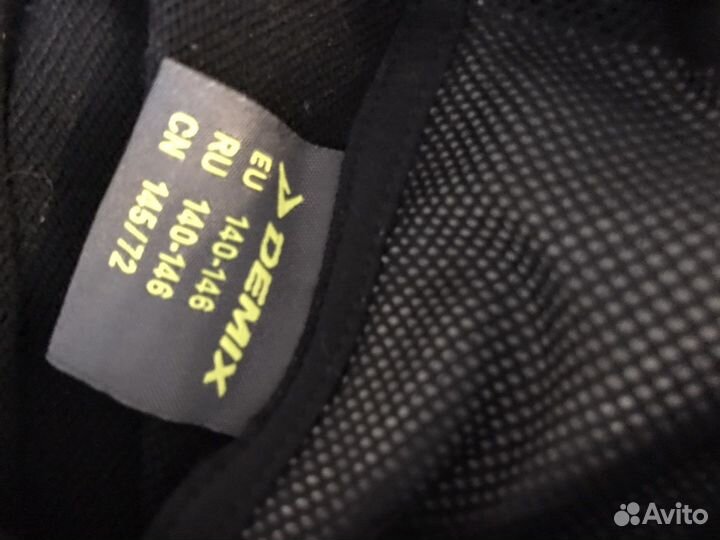 DEMIX
EU 140-146
RU 140-146
CN 145/72
Avito